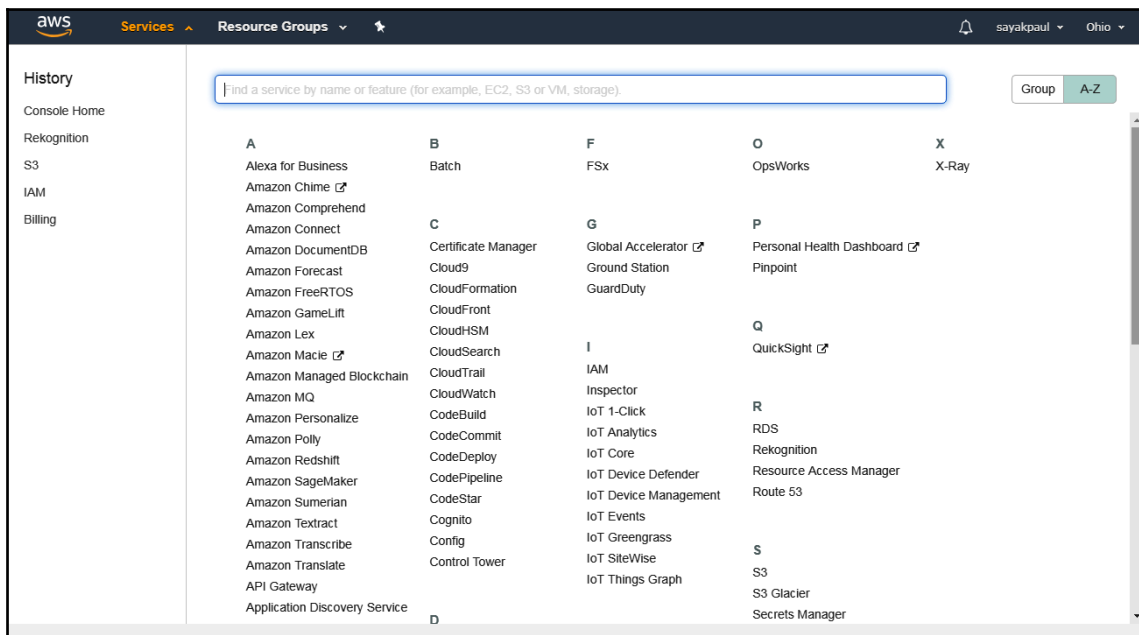 aws
Services
Resource Groups
sayakpaul
Ohio
History
Console Home
Rekognition
S3
IAM
Billing
Find a service by name or feature (for example, EC2, S3 or VM, storage).
Group
A-Z
A
Alexa for Business
Amazon Chime
Amazon Comprehend
Amazon Connect
Amazon DocumentDB
Amazon Forecast
Amazon FreeRTOS
Amazon GameLift
Amazon Lex
Amazon Macie
Amazon Managed Blockchain
Amazon MQ
Amazon Personalize
Amazon Polly
Amazon Redshift
Amazon SageMaker
Amazon Sumerian
Amazon Textract
Amazon Transcribe
Amazon Translate
API Gateway
Application Discovery Service
B
Batch
C
Certificate Manager
Cloud9
CloudFormation
CloudFront
CloudHSM
CloudSearch
CloudTrail
CloudWatch
CodeBuild
CodeCommit
CodeDeploy
CodePipeline
CodeStar
Cognito
Config
Control Tower
D
F
FSx
G
Global Accelerator
Ground Station
GuardDuty
I
IAM
Inspector
IoT 1-Click
IoT Analytics
IoT Core
IoT Device Defender
IoT Device Management
IoT Events
IoT Greengrass
IoT SiteWise
IoT Things Graph
O
OpsWorks
P
Personal Health Dashboard
Pinpoint
Q
QuickSight
R
RDS
Rekognition
Resource Access Manager
Route 53
S
S3
S3 Glacier
Secrets Manager
X
X-Ray